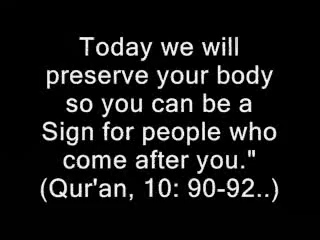 Today we will
preserve your body
so you can be a
Sign for people who
come after you."
(Qur'an, 10: 90-92..)